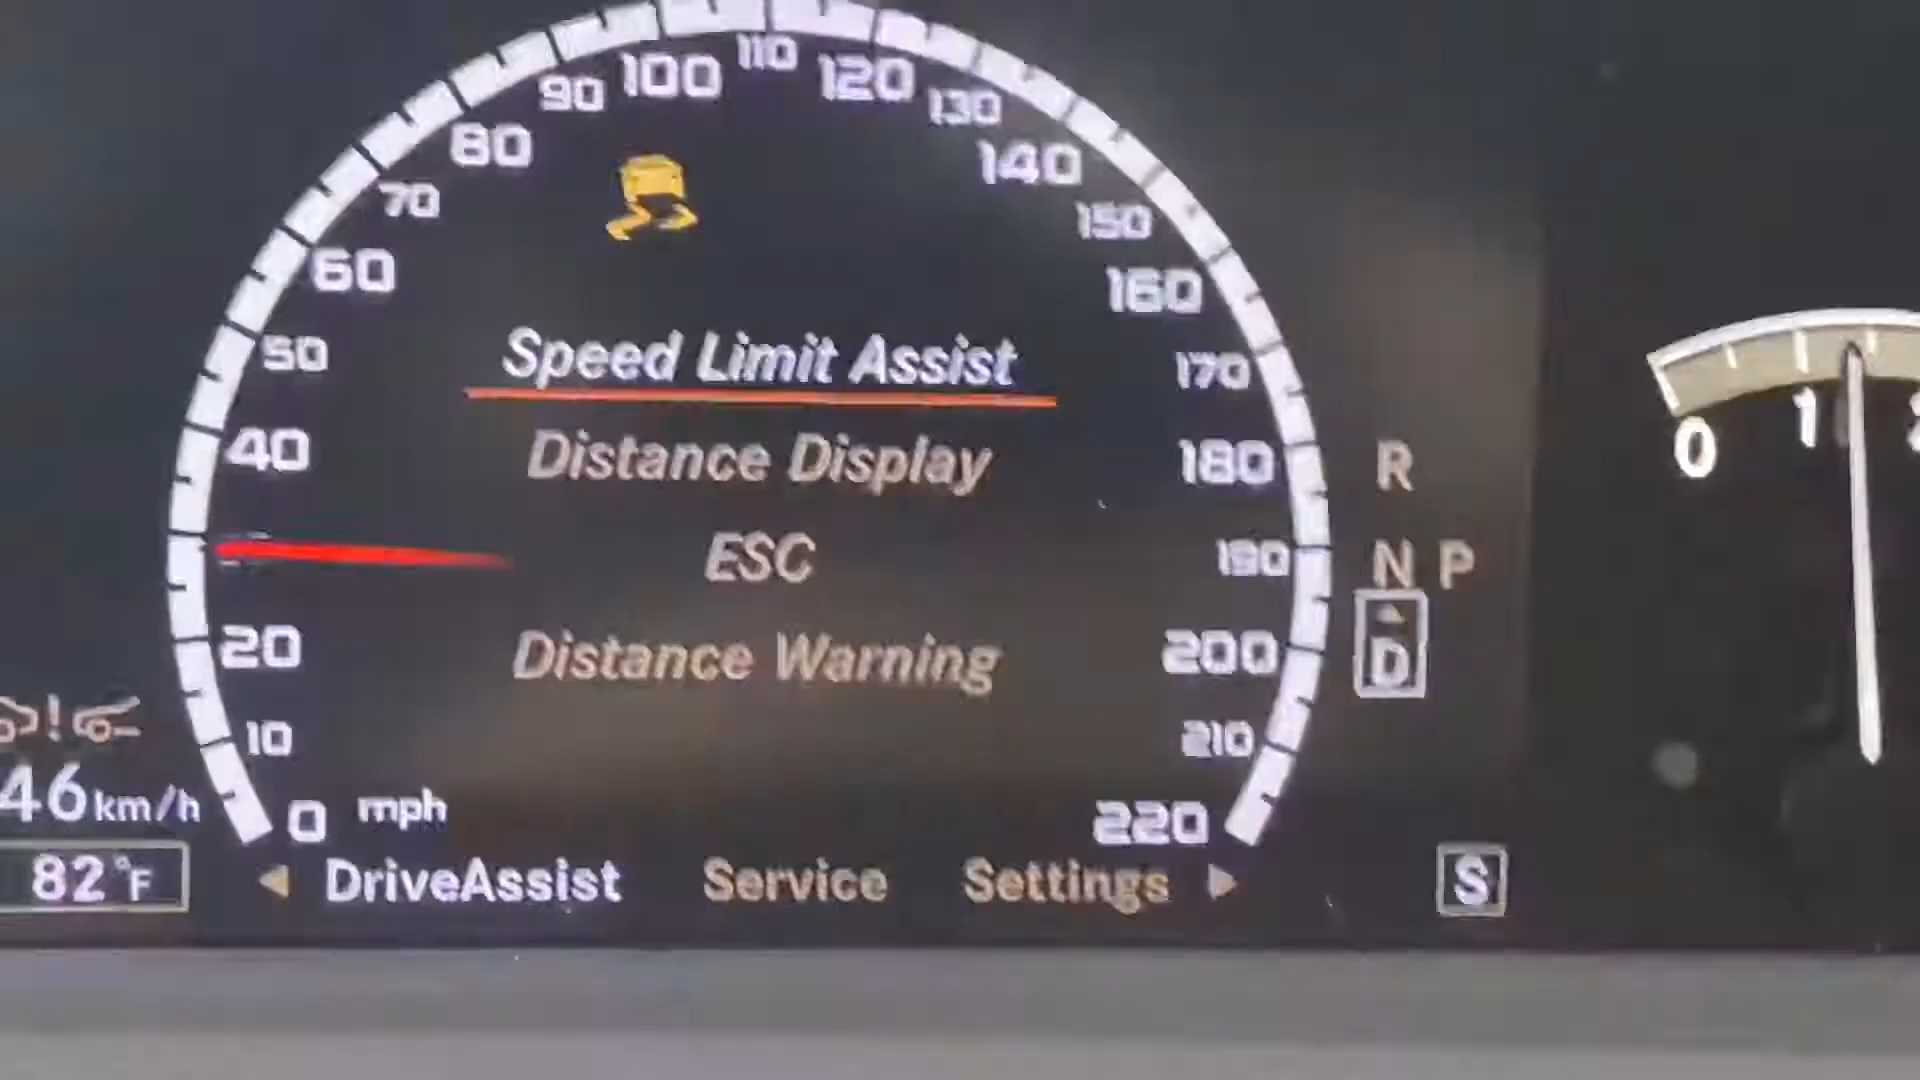 0
10
20
40
50
60
70
80
90
100
110
120
130
140
150
160
170
180
190
200
210
220
mph
Speed Limit Assist
Distance Display
ESC
Distance Warning
R
N P
D
46 km/h
82°F
DriveAssist Service Settings
S
0 1